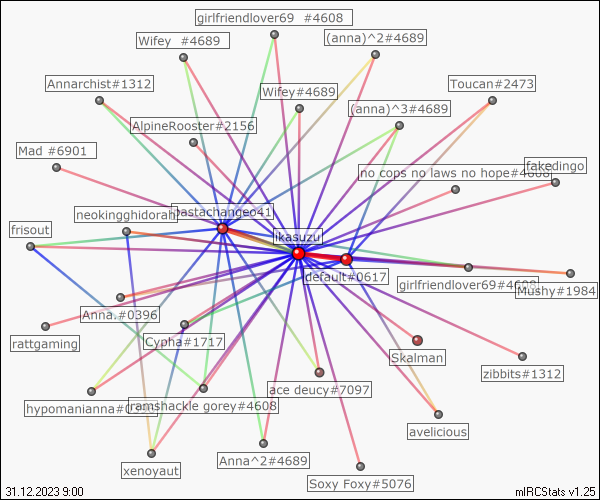 girlfriendlover69  #4608
Wifey  #4689
(anna)^2#4689
Annarchist#1312
Wifey#4689
Toucan#2473
(anna)^3#4689
AlpineRooster#2156
Mad #6901
no cops no laws no hope#4608
fakedingo
neokingghidorah
pastachangeo41
frisout
ikasuzu
default#0617
girlfriendlover69#4608
Mushy#1984
Anna.#0396
rattgaming
Cypha#1717
Skalman
zibbits#1312
ace deucy#7097
hypomanianna#0
ramshackle gorey#4608
avelicious
xenoyaut
Anna^2#4689
Soxy Foxy#5076
31.12.2023 9:00
mIRCStats v1.25